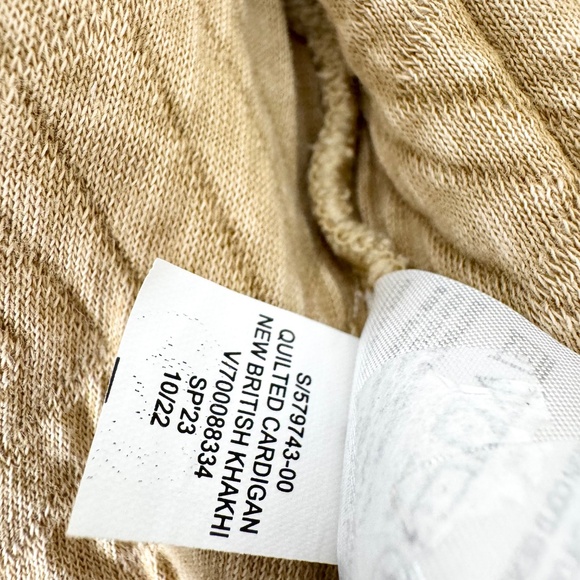 S/579743-00
QUILTED CARDIGAN
NEW BRITISH KHAKHI
V/700088334
SP'23
10/22